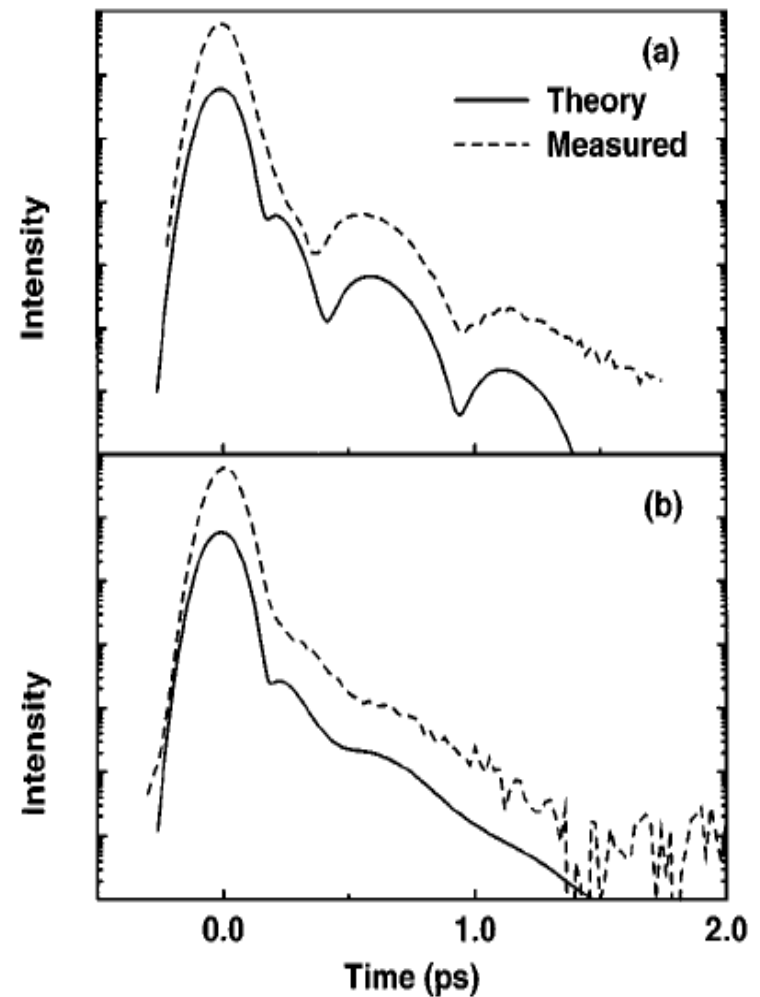 (a)
Theory
Measured
Intensity
(b)
Intensity
0.0 1.0 2.0
Time (ps)